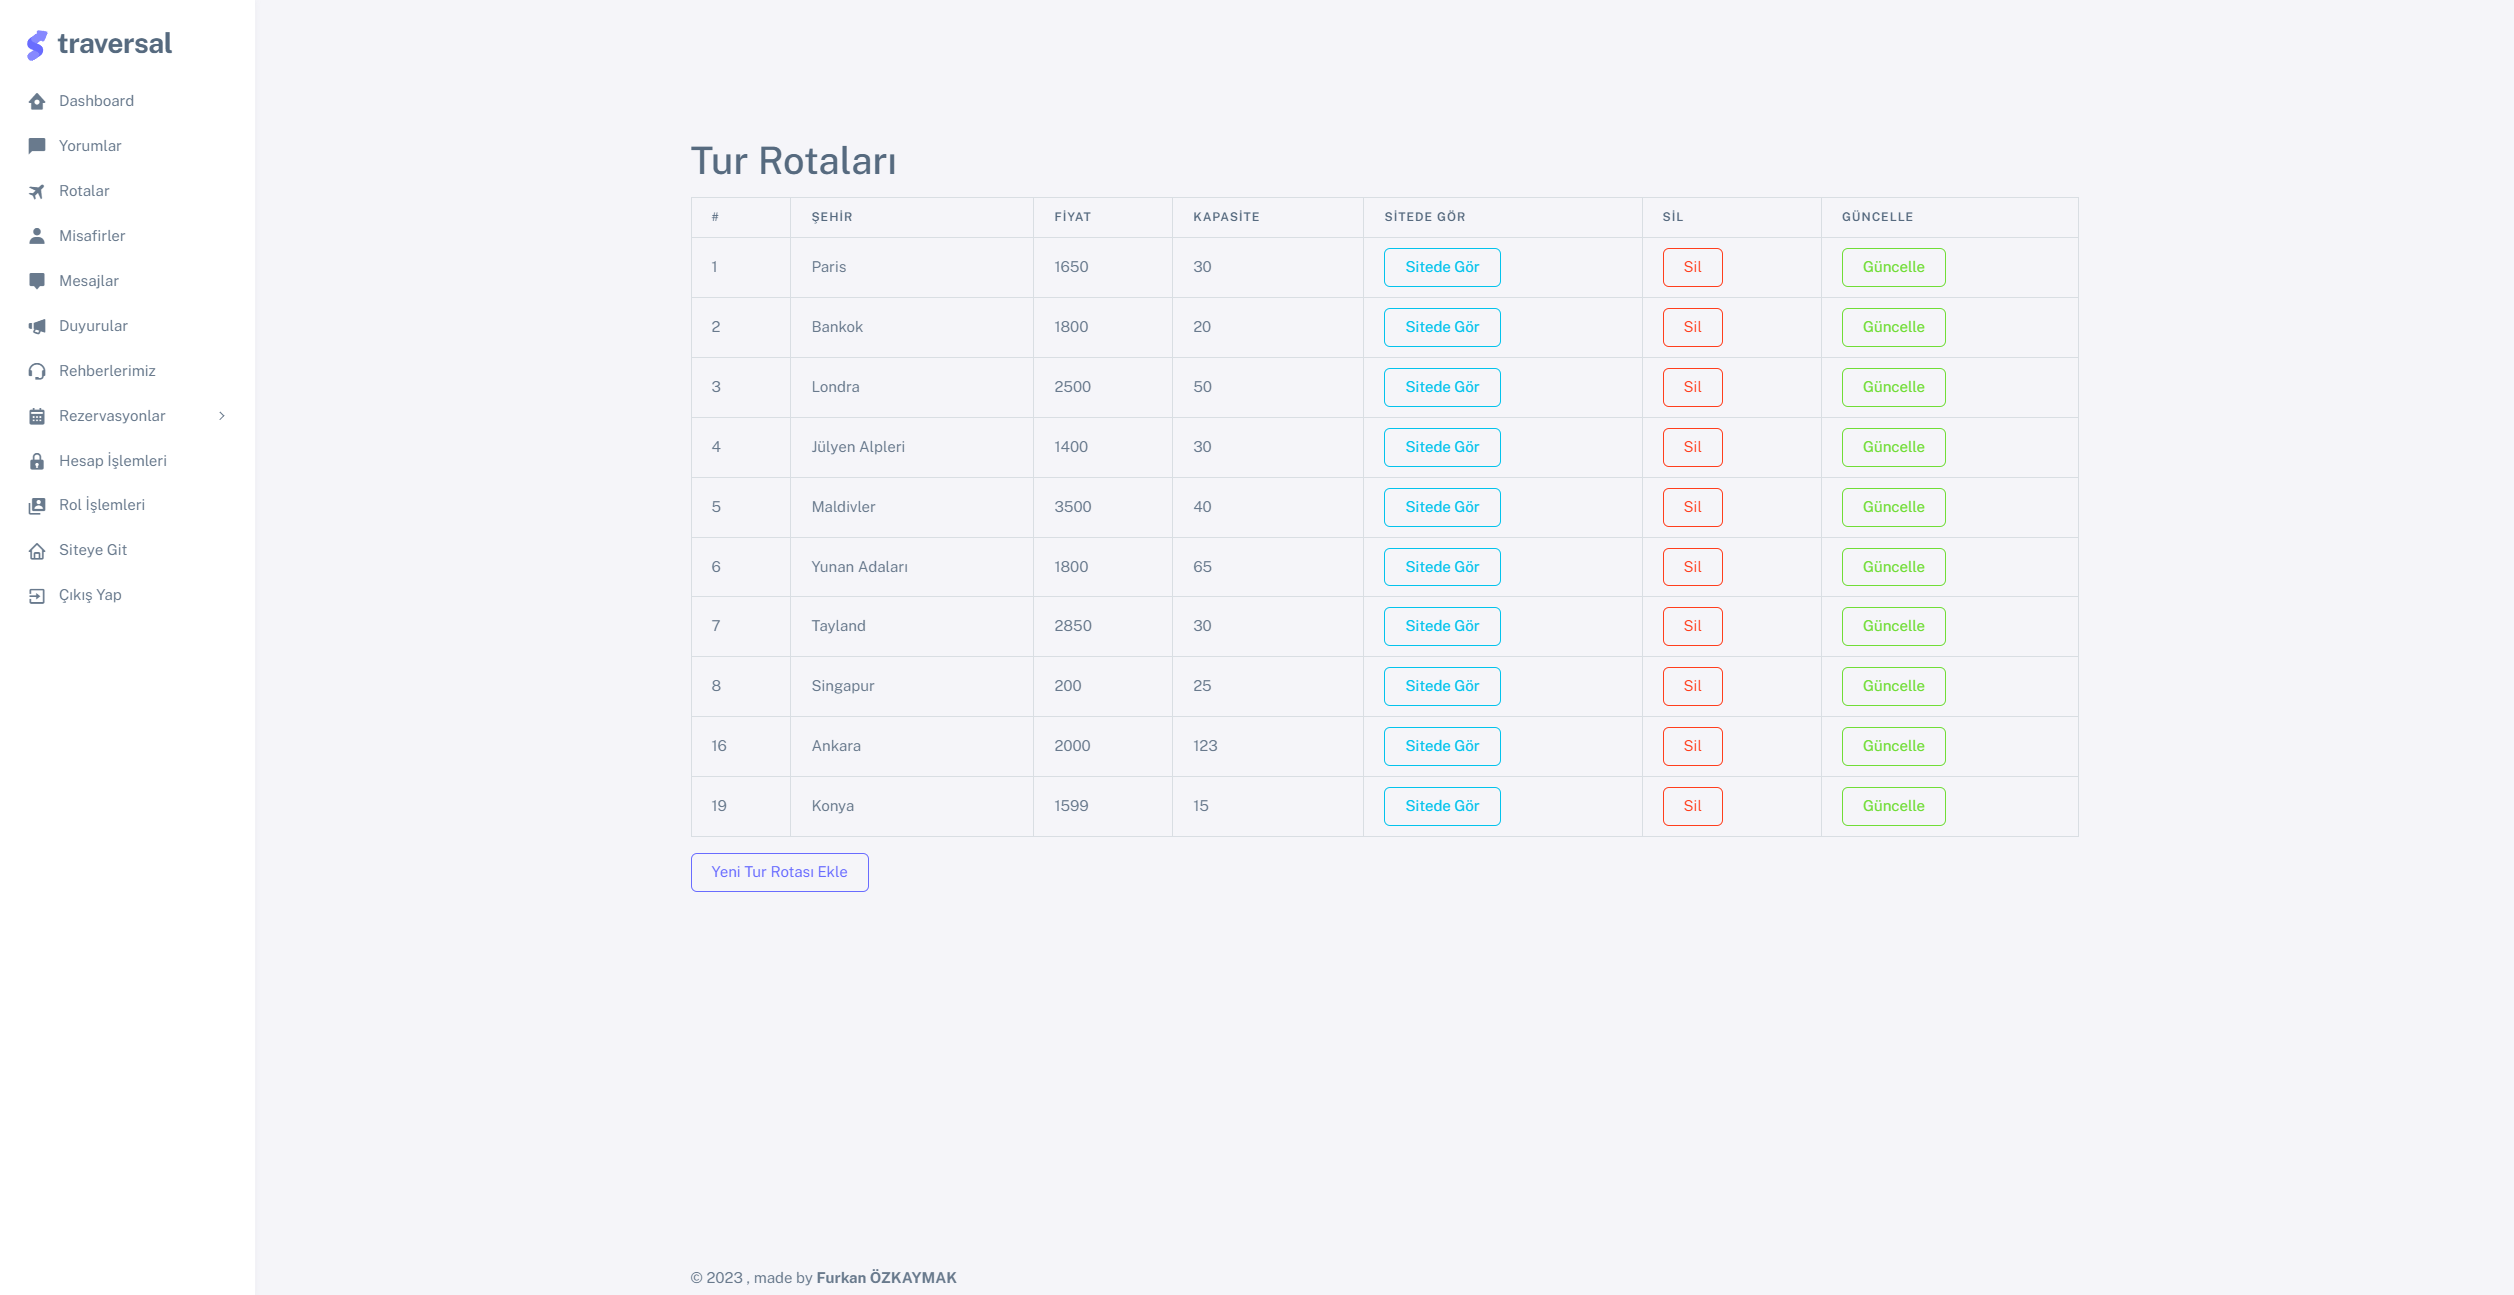 traversal
Dashboard
Yorumlar
Rotalar
Misafirler
Mesajlar
Duyurular
Rehberlerimiz
Rezervasyonlar
Hesap İşlemleri
Rol İşlemleri
Siteye Git
Çıkış Yap
Tur Rotaları
# ŞEHİR FİYAT KAPASİTE SİTEDE GÖR SİL GÜNCELLE
1 Paris 1650 30 Sitede Gör Sil Güncelle
2 Bankok 1800 20 Sitede Gör Sil Güncelle
3 Londra 2500 50 Sitede Gör Sil Güncelle
4 Jülyen Alpleri 1400 30 Sitede Gör Sil Güncelle
5 Maldivler 3500 40 Sitede Gör Sil Güncelle
6 Yunan Adaları 1800 65 Sitede Gör Sil Güncelle
7 Tayland 2850 30 Sitede Gör Sil Güncelle
8 Singapur 200 25 Sitede Gör Sil Güncelle
16 Ankara 2000 123 Sitede Gör Sil Güncelle
19 Konya 1599 15 Sitede Gör Sil Güncelle
Yeni Tur Rotası Ekle
© 2023 , made by Furkan ÖZKAYMAK